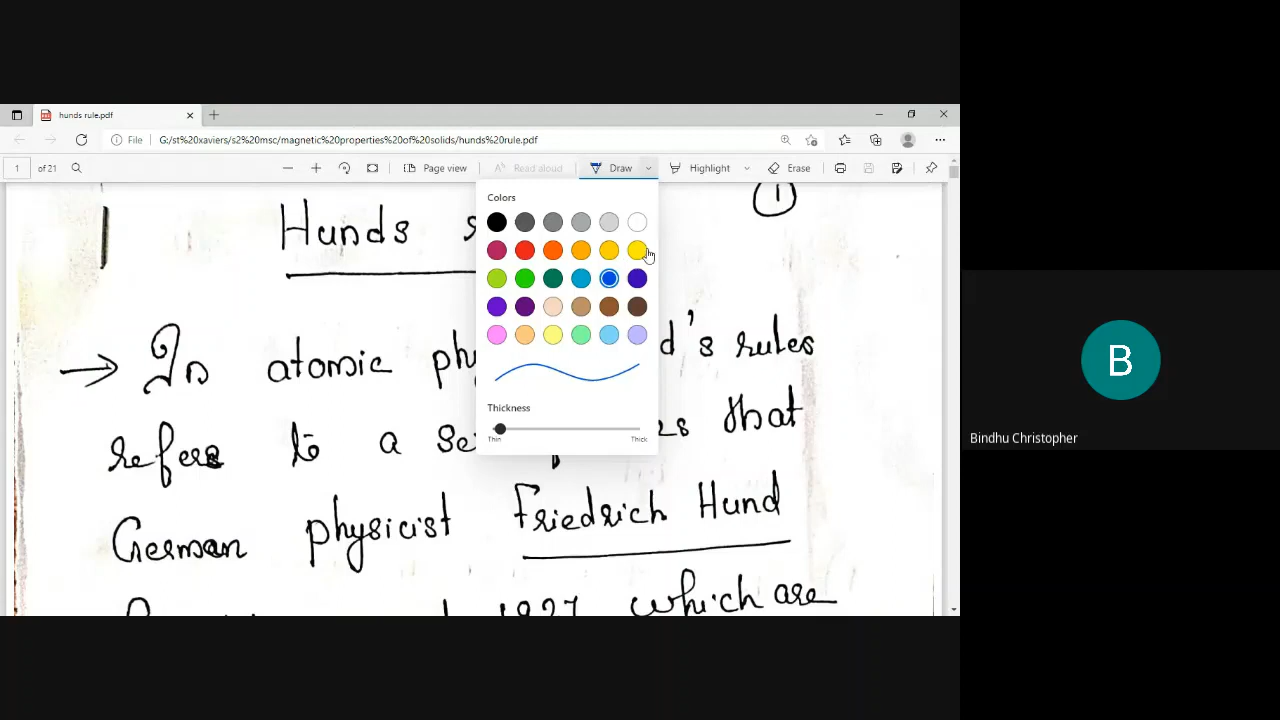 hunds rule.pdf
File G:/st%20xaviers/s2%20msc/magnetic%20properties%20of%20solids/hunds%20rule.pdf
1 of 21 Page view Read aloud Draw Highlight Erase
Colors
Thickness
Thin Thick
Hunds 1
→ In atomic d's rules
refers to a that
German physicist Friedrich Hund
1927 which are
B
Bindhu Christopher